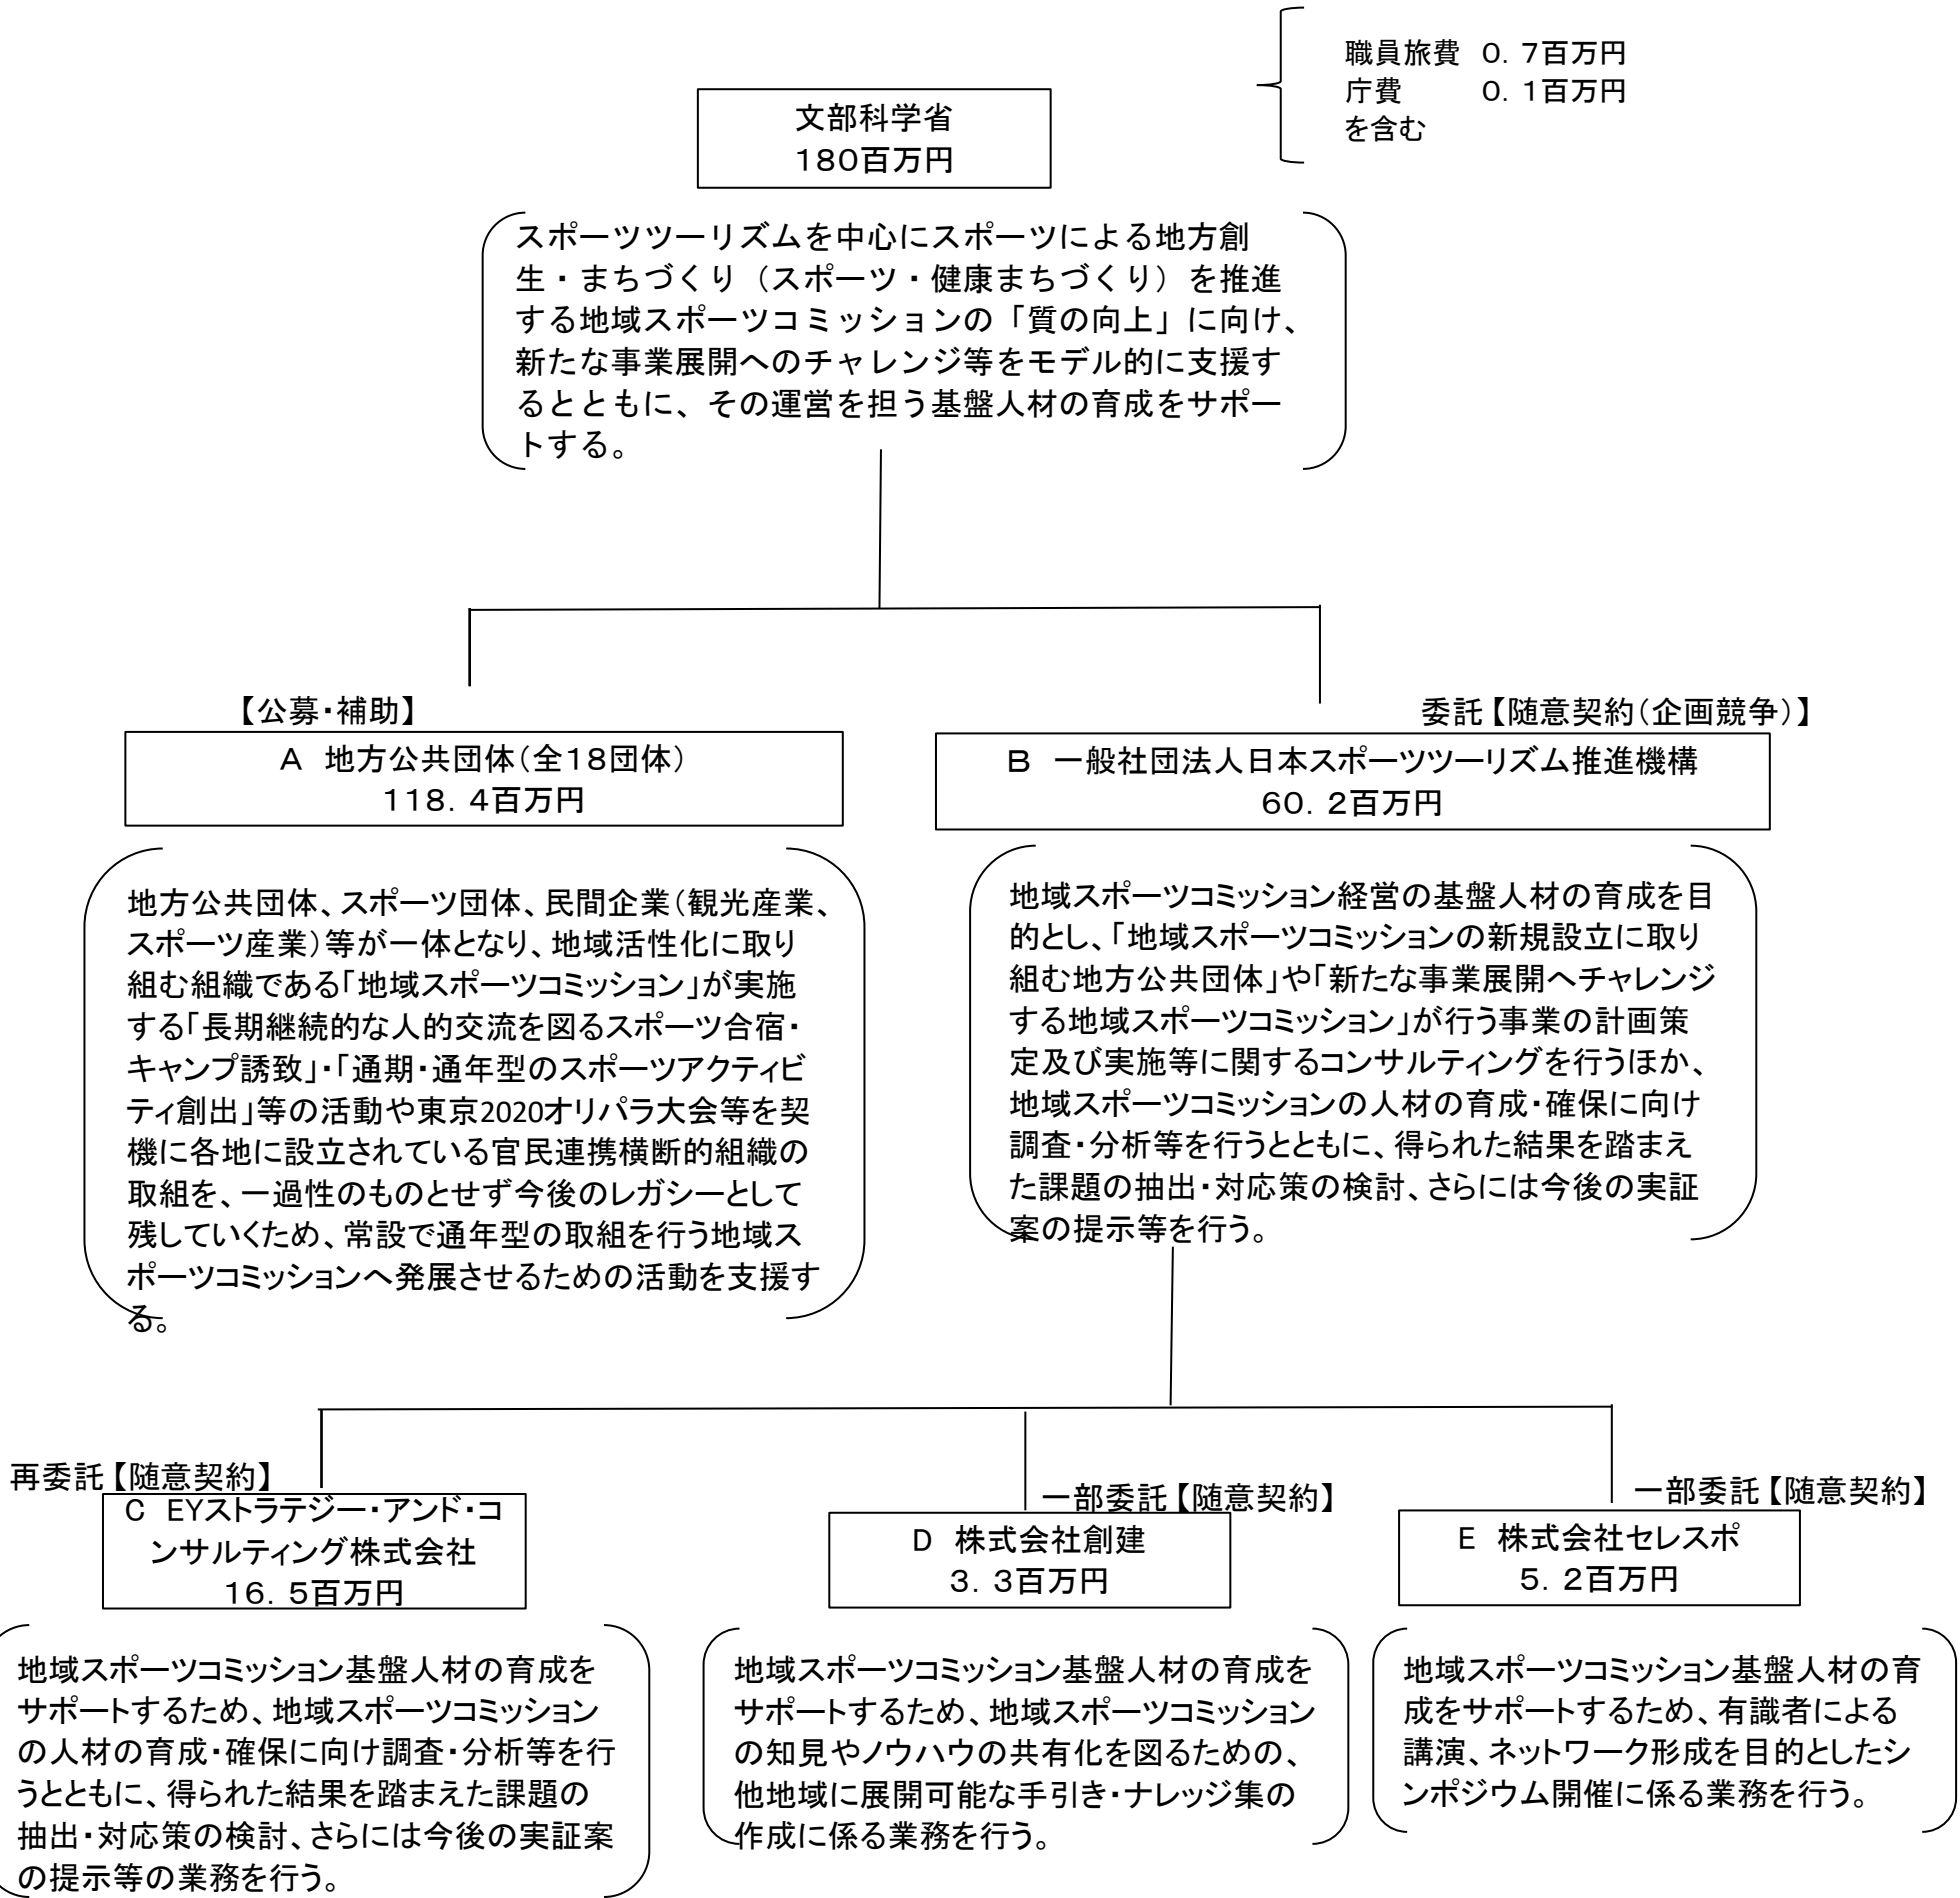 職員旅費　０．７百万円
庁費　　　０．１百万円
を含む
文部科学省
１８０百万円
スポーツツーリズムを中心にスポーツによる地方創
生・まちづくり（スポーツ・健康まちづくり）を推進
する地域スポーツコミッションの「質の向上」に向け、
新たな事業展開へのチャレンジ等をモデル的に支援す
るとともに、その運営を担う基盤人材の育成をサポー
トする。
【公募・補助】
Ａ　地方公共団体（全１８団体）
１１８．４百万円
地方公共団体、スポーツ団体、民間企業（観光産業、
スポーツ産業）等が一体となり、地域活性化に取り
組む組織である「地域スポーツコミッション」が実施
する「長期継続的な人的交流を図るスポーツ合宿・
キャンプ誘致」・「通期・通年型のスポーツアクティビ
ティ創出」等の活動や東京2020オリパラ大会等を契
機に各地に設立されている官民連携横断的組織の
取組を、一過性のものとせず今後のレガシーとして
残していくため、常設で通年型の取組を行う地域ス
ポーツコミッションへ発展させるための活動を支援す
る。
委託【随意契約（企画競争）】
Ｂ　一般社団法人日本スポーツツーリズム推進機構
６０．２百万円
地域スポーツコミッション経営の基盤人材の育成を目
的とし、「地域スポーツコミッションの新規設立に取り
組む地方公共団体」や「新たな事業展開へチャレンジ
する地域スポーツコミッション」が行う事業の計画策
定及び実施等に関するコンサルティングを行うほか、
地域スポーツコミッションの人材の育成・確保に向け
調査・分析等を行うとともに、得られた結果を踏まえ
た課題の抽出・対応策の検討、さらには今後の実証
案の提示等を行う。
再委託【随意契約】
Ｃ　EYストラテジー・アンド・コ
ンサルティング株式会社
１６．５百万円
地域スポーツコミッション基盤人材の育成を
サポートするため、地域スポーツコミッション
の人材の育成・確保に向け調査・分析等を行
うとともに、得られた結果を踏まえた課題の
抽出・対応策の検討、さらには今後の実証案
の提示等の業務を行う。
一部委託【随意契約】
Ｄ　株式会社創建
３．３百万円
地域スポーツコミッション基盤人材の育成を
サポートするため、地域スポーツコミッション
の知見やノウハウの共有化を図るための、
他地域に展開可能な手引き・ナレッジ集の
作成に係る業務を行う。
一部委託【随意契約】
Ｅ　株式会社セレスポ
５．２百万円
地域スポーツコミッション基盤人材の育
成をサポートするため、有識者による
講演、ネットワーク形成を目的としたシ
ンポジウム開催に係る業務を行う。